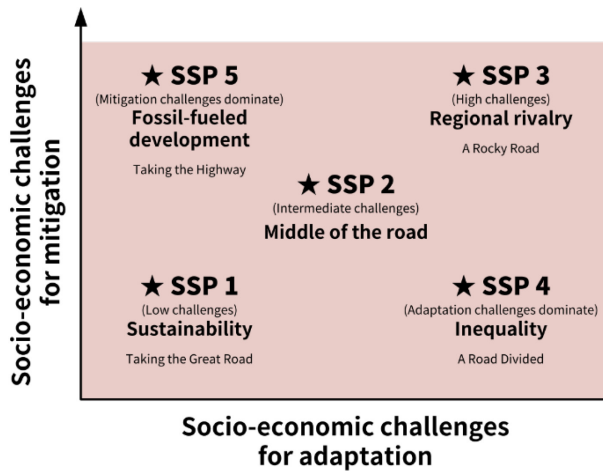 Socio-economic challenges
for mitigation
★ SSP 5
(Mitigation challenges dominate)
Fossil-fueled
development
Taking the Highway
★ SSP 3
(High challenges)
Regional rivalry
A Rocky Road
★ SSP 2
(Intermediate challenges)
Middle of the road
★ SSP 1
(Low challenges)
Sustainability
Taking the Great Road
★ SSP 4
(Adaptation challenges dominate)
Inequality
A Road Divided
Socio-economic challenges
for adaptation